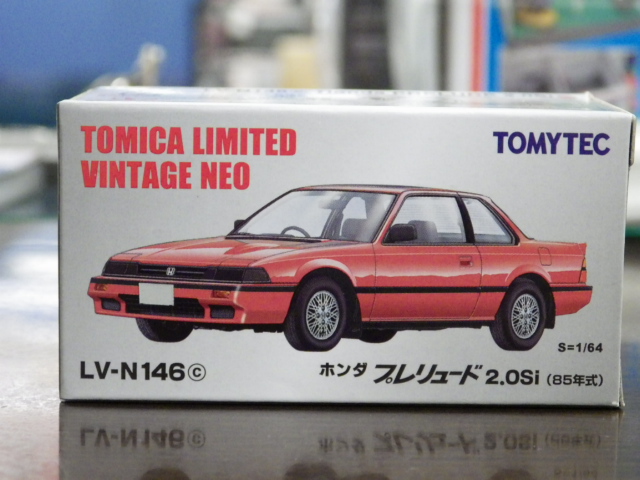 TOMICA LIMITED
VINTAGE NEO
TOMYTEC
S=1/64
LV-N146ⓒ
ホンダ プレリュード 2.0Si (85年式)